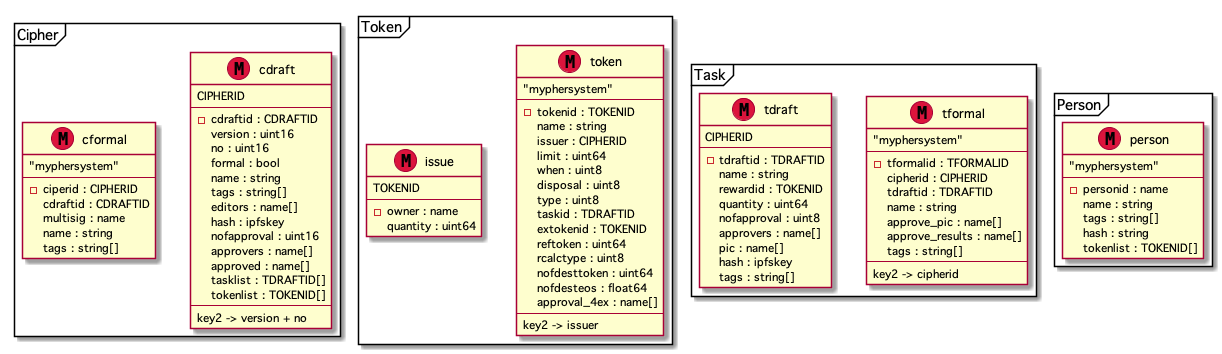 Cipher
M cformal
"myphersystem"
ciperid : CIPHERID
cdraftid : CDRAFTID
multisig : name
name : string
tags : string[]
M cdraft
CIPHERID
cdraftid : CDRAFTID
version : uint16
no : uint16
formal : bool
name : string
tags : string[]
editors : name[]
hash : ipfskey
nofapproval : uint16
approvers : name[]
approved : name[]
tasklist : TDRAFTID[]
tokenlist : TOKENID[]
key2 -> version + no
Token
M issue
TOKENID
owner : name
quantity : uint64
M token
"myphersystem"
tokenid : TOKENID
name : string
issuer : CIPHERID
limit : uint64
when : uint8
disposal : uint8
type : uint8
taskid : TDRAFTID
extokenid : TOKENID
reftoken : uint64
rcalctype : uint8
nofdesttoken : uint64
nofdesteos : float64
approval_4ex : name[]
key2 -> issuer
Task
M tdraft
CIPHERID
tdraftid : TDRAFTID
name : string
rewardid : TOKENID
quantity : uint64
nofapproval : uint8
approvers : name[]
pic : name[]
hash : ipfskey
tags : string[]
M tformal
"myphersystem"
tformalid : TFORMALID
cipherid : CIPHERID
tdraftid : TDRAFTID
name : string
approve_pic : name[]
approve_results : name[]
tags : string[]
key2 -> cipherid
Person
M person
"myphersystem"
personid : name
name : string
tags : string[]
hash : string
tokenlist : TOKENID[]